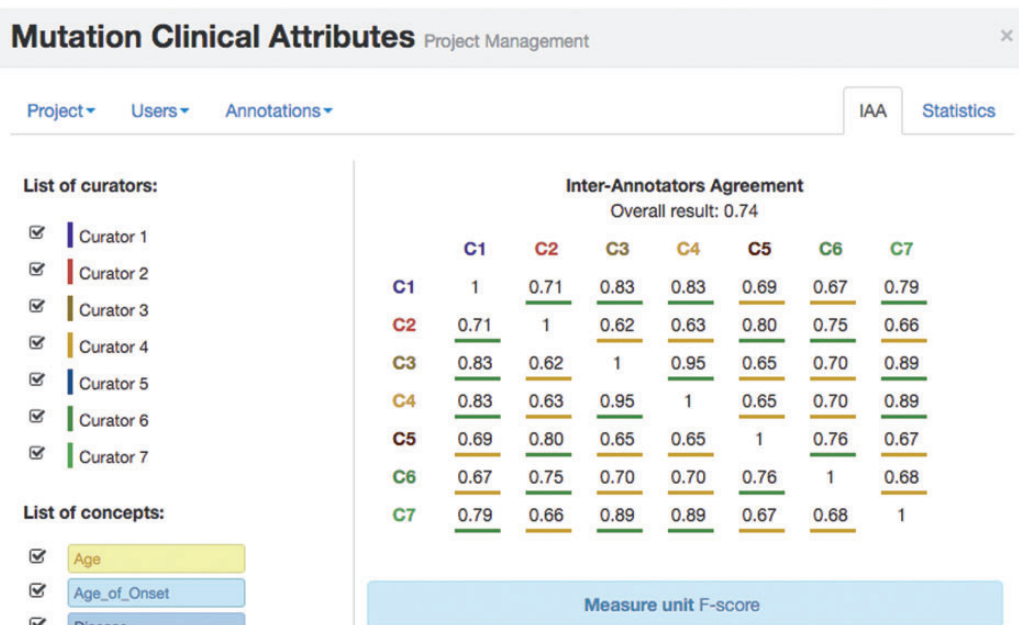 Mutation Clinical Attributes Project Management ×
Project Users Annotations IAA Statistics
List of curators:
Curator 1
Curator 2
Curator 3
Curator 4
Curator 5
Curator 6
Curator 7
List of concepts:
Age
Age_of_Onset
Disease
Inter-Annotators Agreement
Overall result: 0.74
C1 C2 C3 C4 C5 C6 C7
C1 1 0.71 0.83 0.83 0.69 0.67 0.79
C2 0.71 1 0.62 0.63 0.80 0.75 0.66
C3 0.83 0.62 1 0.95 0.65 0.70 0.89
C4 0.83 0.63 0.95 1 0.65 0.70 0.89
C5 0.69 0.80 0.65 0.65 1 0.76 0.67
C6 0.67 0.75 0.70 0.70 0.76 1 0.68
C7 0.79 0.66 0.89 0.89 0.67 0.68 1
Measure unit F-score